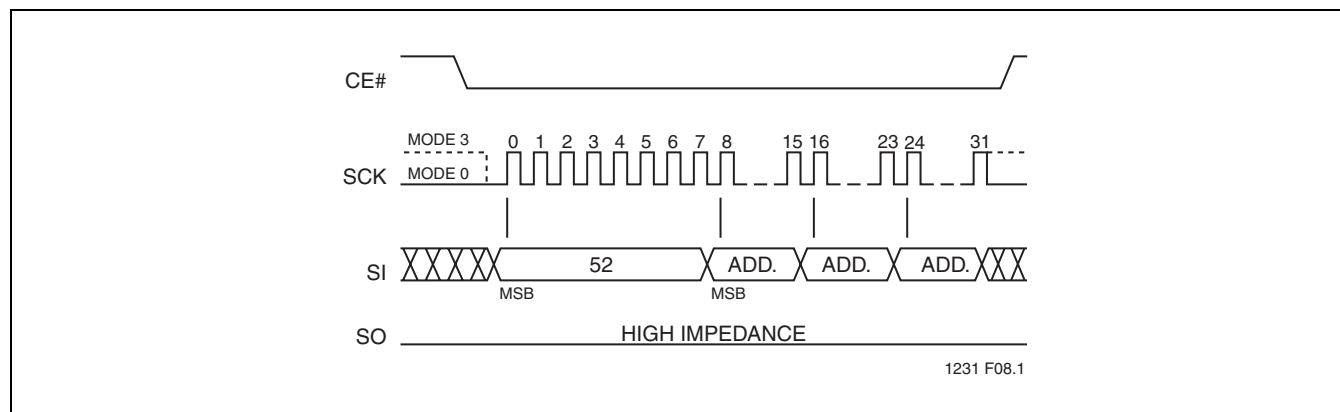 CE#
MODE 3
0 1 2 3 4 5 6 7 8 15 16 23 24 31
SCK
MODE 0
SI
52 ADD. ADD. ADD.
MSB MSB
SO
HIGH IMPEDANCE
1231 F08.1